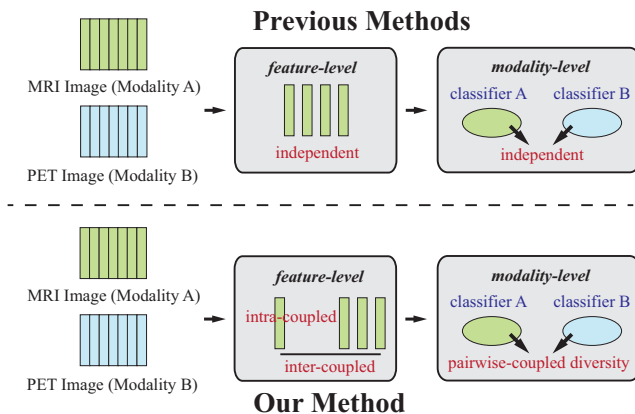 Previous Methods
MRI Image (Modality A)
PET Image (Modality B)
feature-level
independent
modality-level
classifier A classifier B
independent
MRI Image (Modality A)
PET Image (Modality B)
feature-level
intra-coupled
inter-coupled
modality-level
classifier A classifier B
pairwise-coupled diversity
Our Method